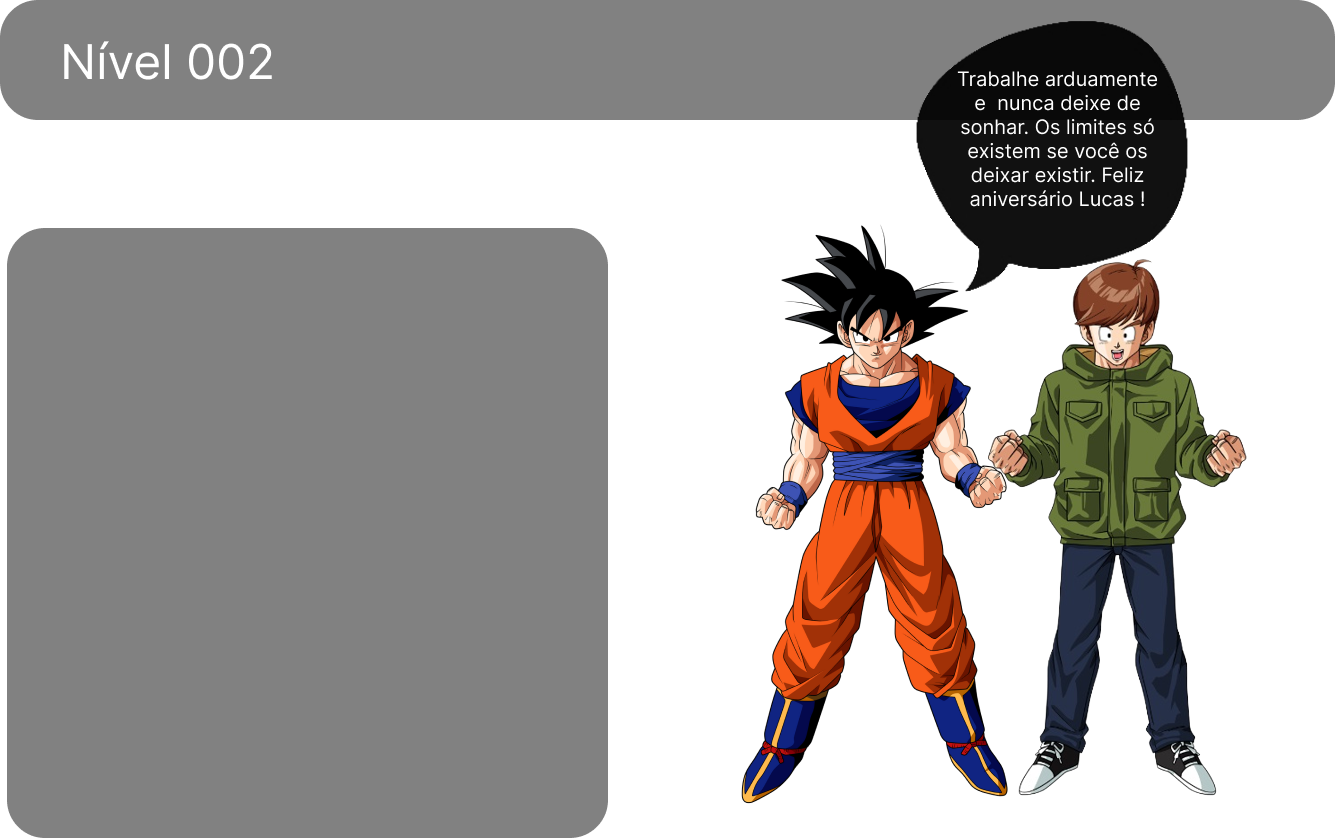 Nível 002
Trabalhe arduamente
e  nunca deixe de
sonhar. Os limites só
existem se você os
deixar existir. Feliz
aniversário Lucas !